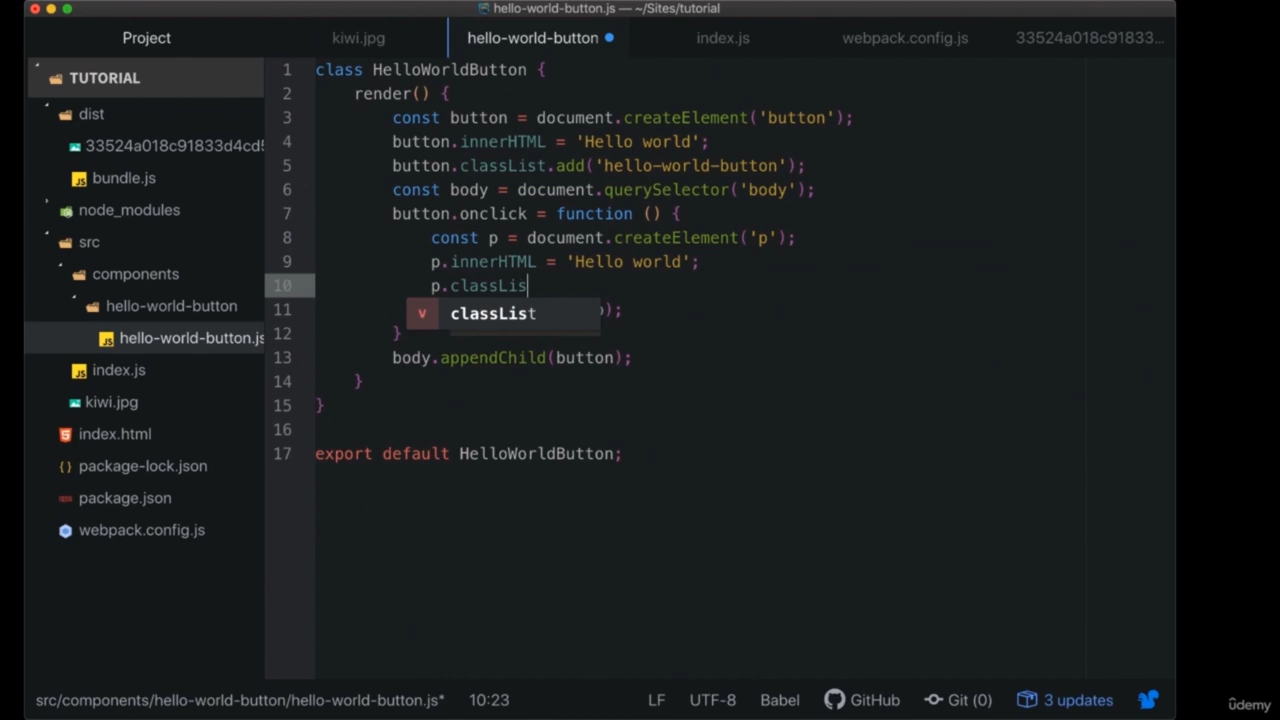 hello-world-button.js — ~/Sites/tutorial
Project
kiwi.jpg
hello-world-button
index.js
webpack.config.js
33524a018c91833...
TUTORIAL
dist
33524a018c91833d4cd5
bundle.js
node_modules
src
components
hello-world-button
hello-world-button.js
index.js
kiwi.jpg
index.html
package-lock.json
package.json
webpack.config.js
1 class HelloWorldButton {
2 render() {
3 const button = document.createElement('button');
4 button.innerHTML = 'Hello world';
5 button.classList.add('hello-world-button');
6 const body = document.querySelector('body');
7 button.onclick = function () {
8 const p = document.createElement('p');
9 p.innerHTML = 'Hello world';
10 p.classLis
v classList
11 );
12 }
13 body.appendChild(button);
14 }
15 }
16
17 export default HelloWorldButton;
src/components/hello-world-button/hello-world-button.js* 10:23
LF UTF-8 Babel GitHub Git (0) 3 updates
ûdemy